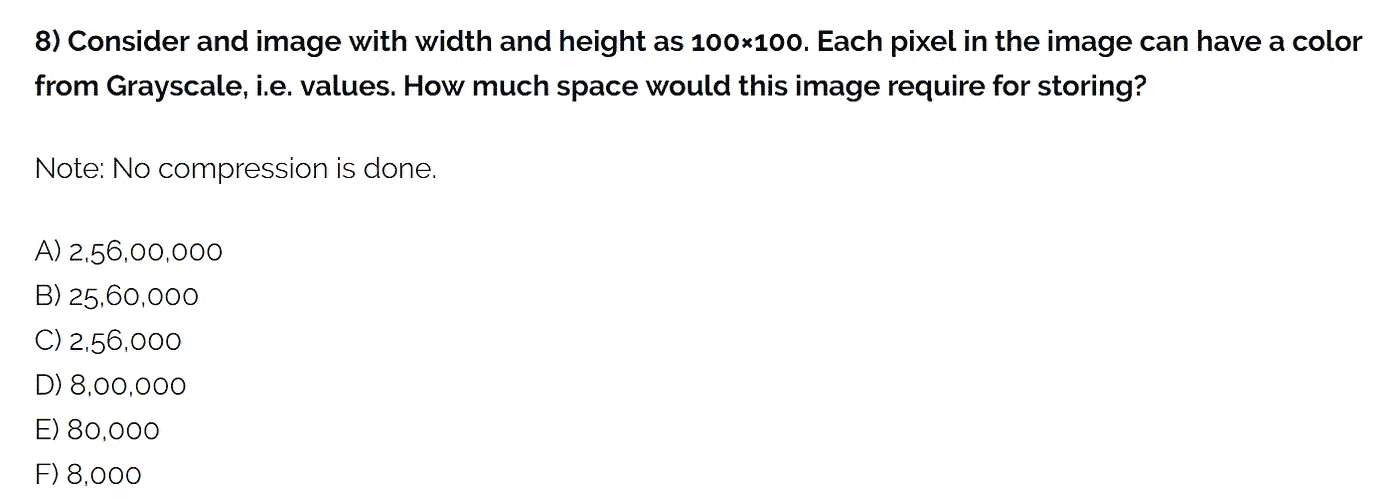 8) Consider and image with width and height as 100×100. Each pixel in the image can have a color
from Grayscale, i.e. values. How much space would this image require for storing?
Note: No compression is done.
A) 2,56,00,000
B) 25,60,000
C) 2,56,000
D) 8,00,000
E) 80,000
F) 8,000